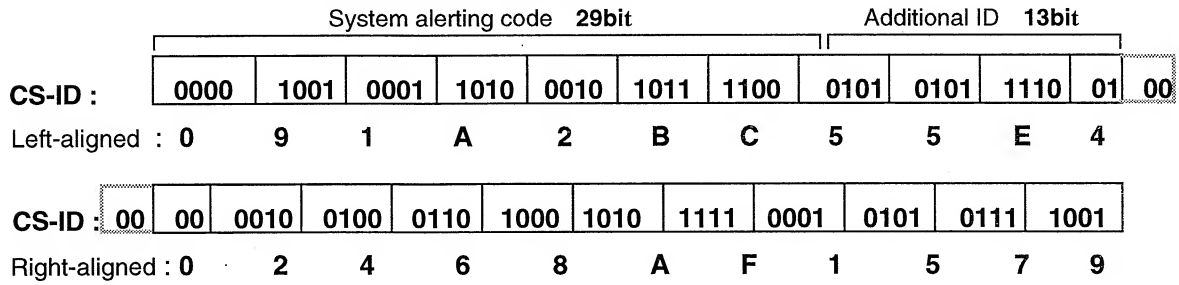 System alerting code 29bit Additional ID 13bit
CS-ID : 0000 1001 0001 1010 0010 1011 1100 0101 0101 1110 01 00
Left-aligned : 0 9 1 A 2 B C 5 5 E 4
CS-ID : 00 00 0010 0100 0110 1000 1010 1111 0001 0101 0111 1001
Right-aligned : 0 2 4 6 8 A F 1 5 7 9